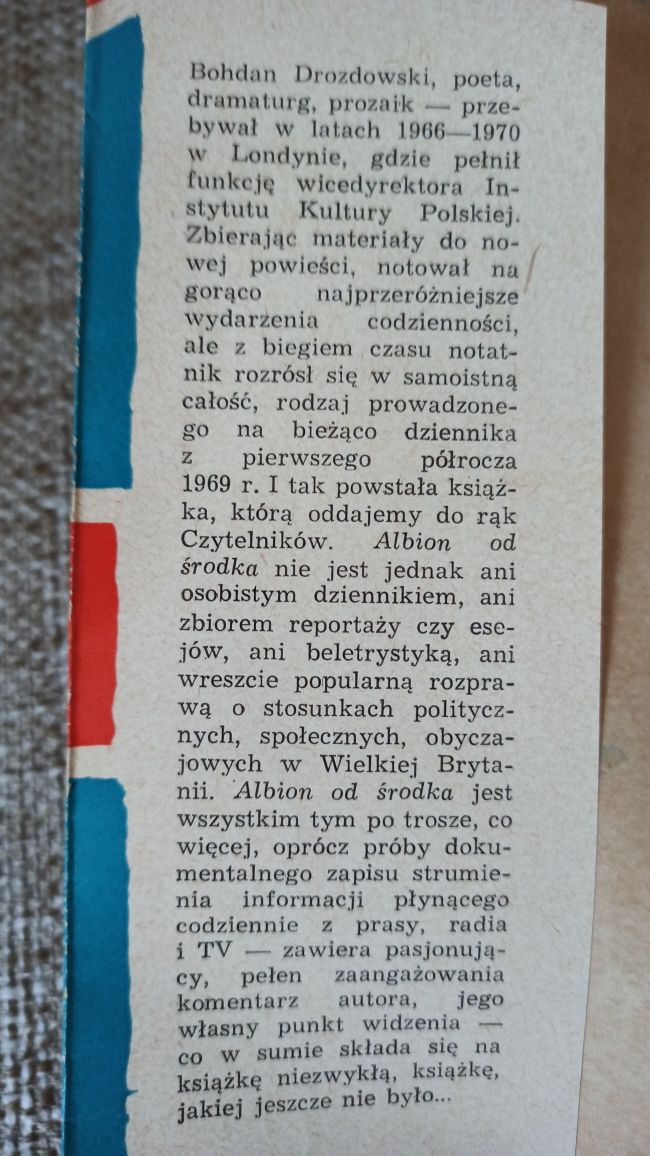 Bohdan Drozdowski, poeta,
dramaturg, prozaik — prze-
bywał w latach 1966—1970
w Londynie, gdzie pełnił
funkcję wicedyrektora In-
stytutu Kultury Polskiej.
Zbierając materiały do no-
wej powieści, notował na
gorąco najprzeróżniejsze
wydarzenia codzienności,
ale z biegiem czasu notat-
nik rozrósł się w samoistną
całość, rodzaj prowadzone-
go na bieżąco dziennika
z pierwszego półrocza
1969 r. I tak powstała książ-
ka, którą oddajemy do rąk
Czytelników. Albion od
środka nie jest jednak ani
osobistym dziennikiem, ani
zbiorem reportaży czy ese-
jów, ani beletrystyką, ani
wreszcie popularną rozpra-
wą o stosunkach politycz-
nych, społecznych, obycza-
jowych w Wielkiej Bryta-
nii. Albion od środka jest
wszystkim tym po trosze, co
więcej, oprócz próby doku-
mentalnego zapisu strumie-
nia informacji płynącego
codziennie z prasy, radia
i TV — zawiera pasjonują-
cy, pełen zaangażowania
komentarz autora, jego
własny punkt widzenia —
co w sumie składa się na
książkę niezwykłą, książkę,
jakiej jeszcze nie było...